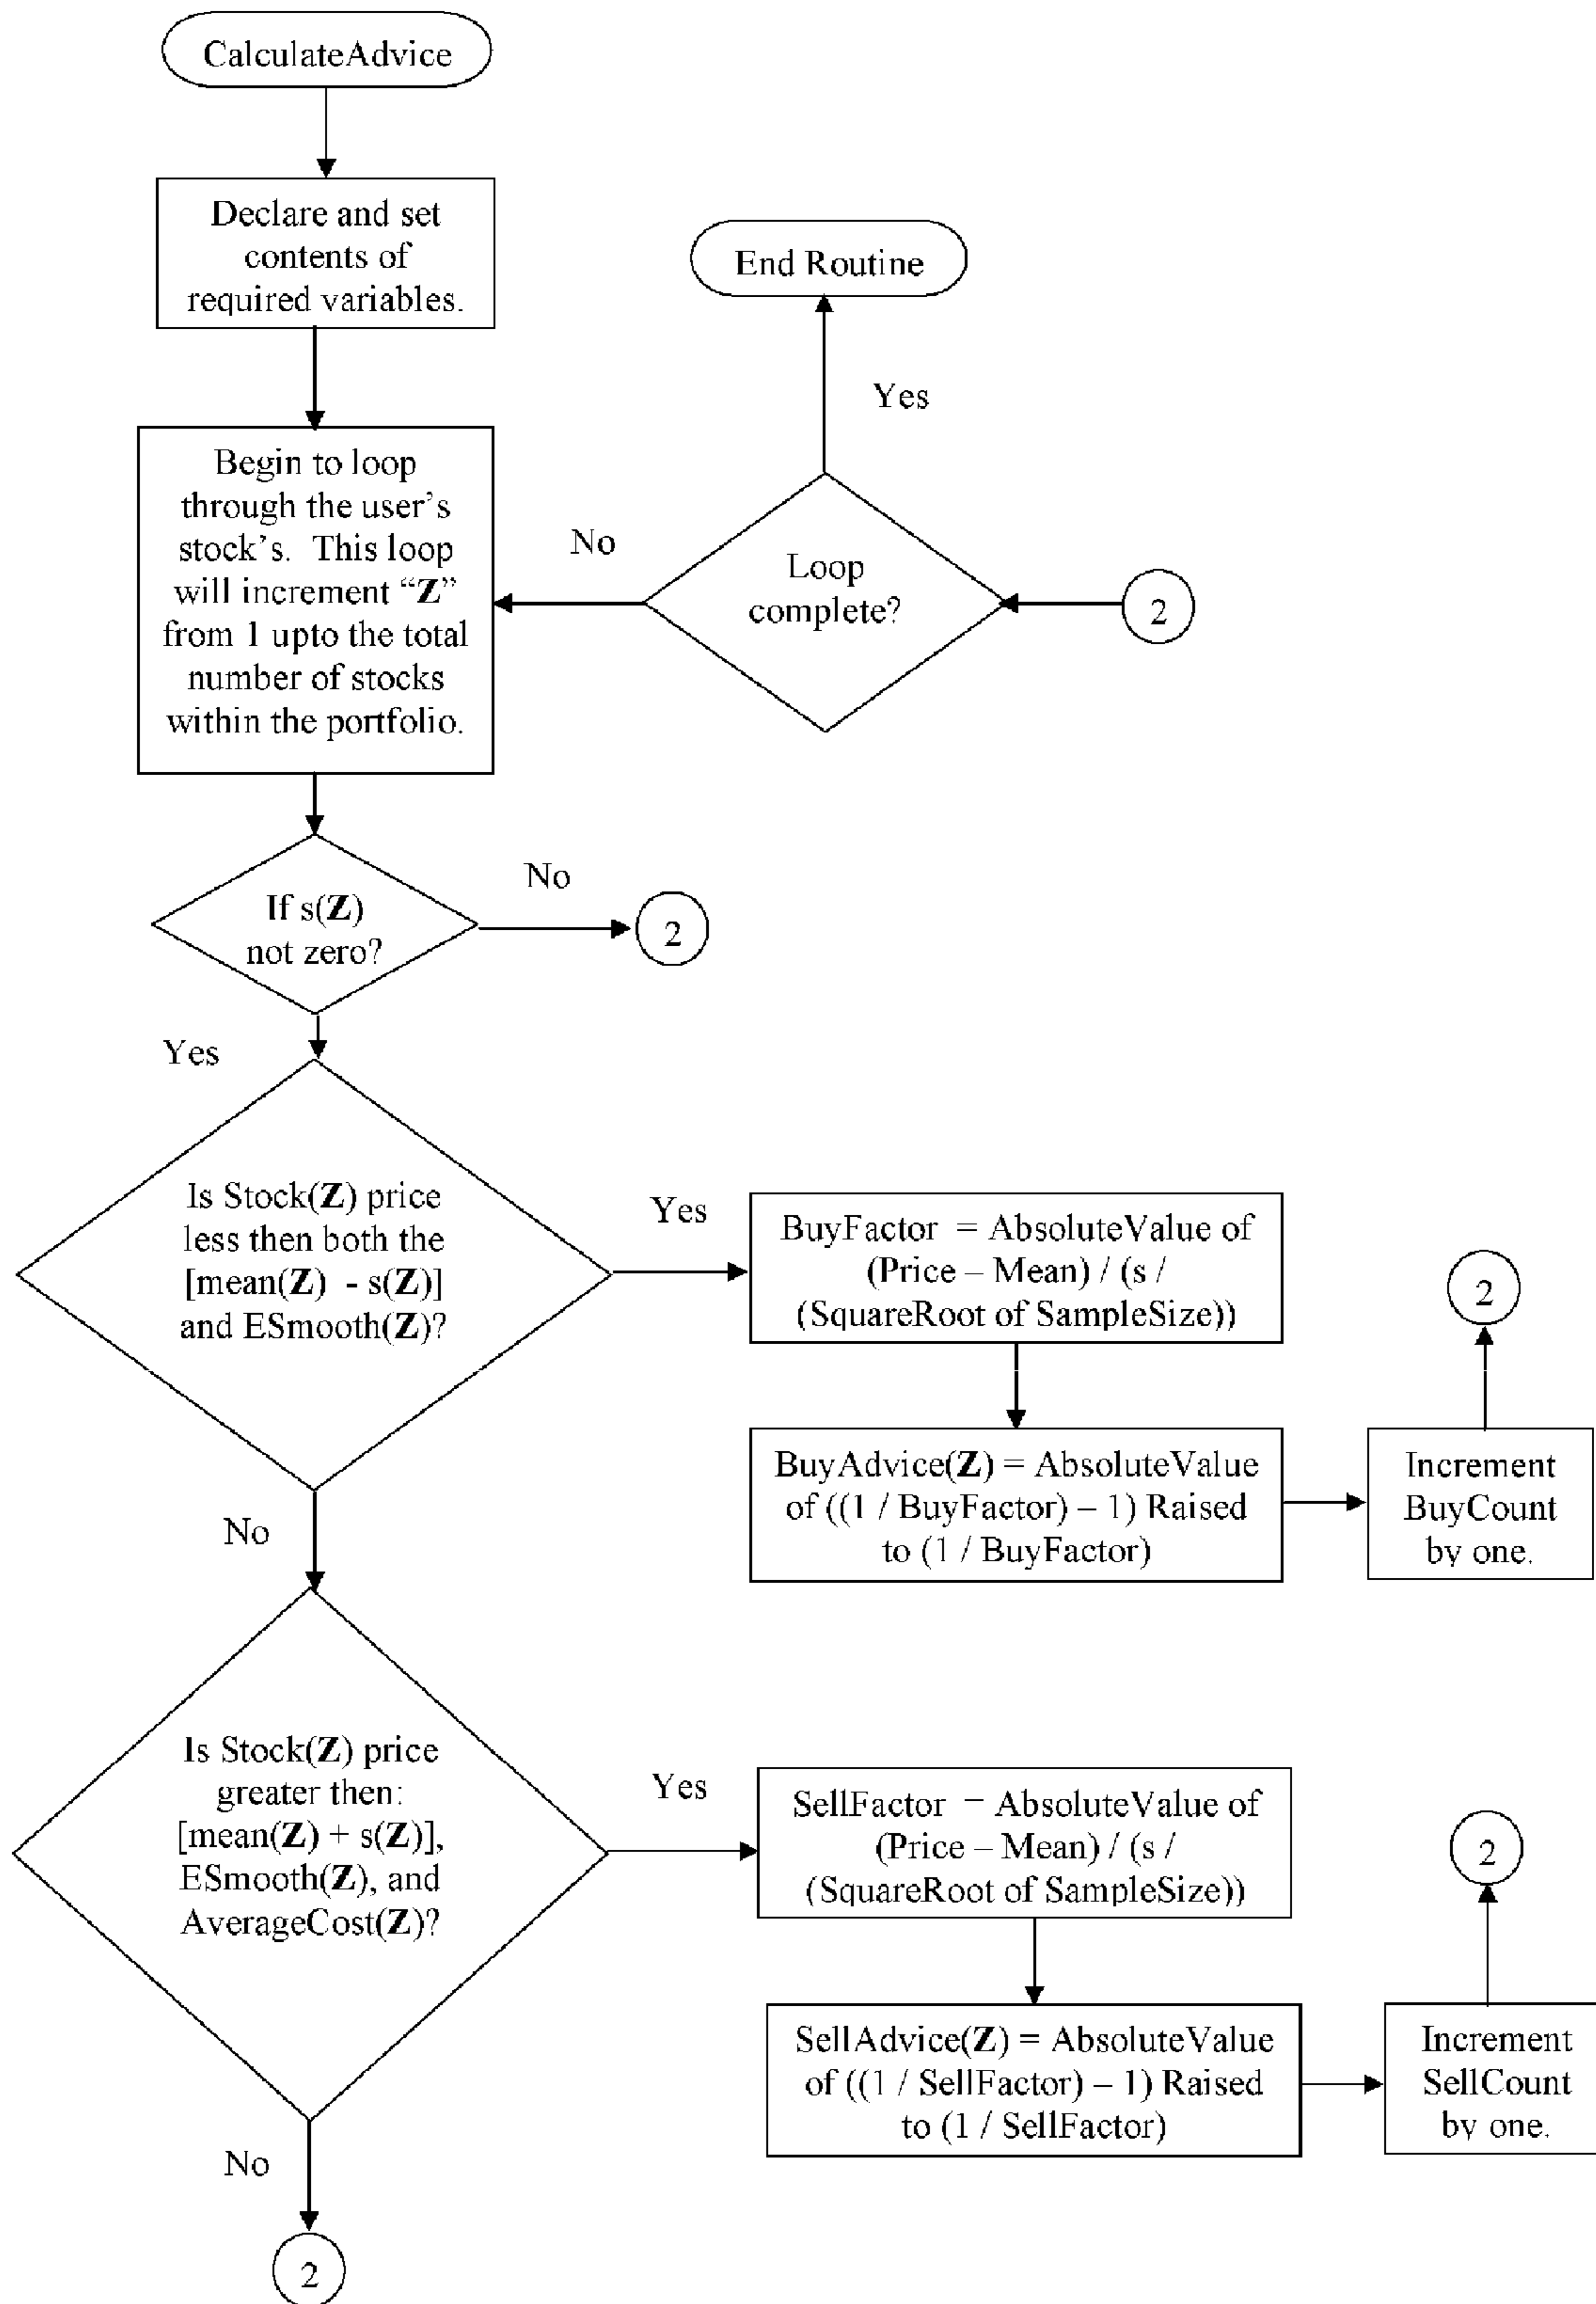 CalculateAdvice
Declare and set
contents of
required variables.
End Routine
Yes
Begin to loop
through the user’s
stock’s.  This loop
will increment “Z”
from 1 upto the total
number of stocks
within the portfolio.
No
Loop
complete?
2
If s(Z)
not zero?
No
2
Yes
Is Stock(Z) price
less then both the
[mean(Z)  - s(Z)]
and ESmooth(Z)?
Yes
BuyFactor  = AbsoluteValue of
(Price – Mean) / (s /
(SquareRoot of SampleSize))
2
BuyAdvice(Z) = AbsoluteValue
of ((1 / BuyFactor) – 1) Raised
to (1 / BuyFactor)
Increment
BuyCount
by one.
No
Is Stock(Z) price
greater then:
[mean(Z) + s(Z)],
ESmooth(Z), and
AverageCost(Z)?
Yes
SellFactor  = AbsoluteValue of
(Price – Mean) / (s /
(SquareRoot of SampleSize))
2
SellAdvice(Z) = AbsoluteValue
of ((1 / SellFactor) – 1) Raised
to (1 / SellFactor)
Increment
SellCount
by one.
No
2